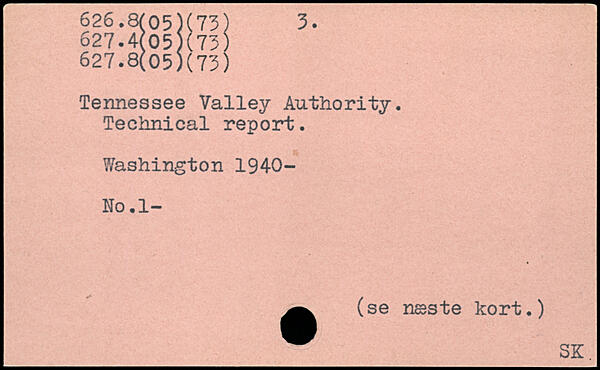 626.8(05)(73) 3.
627.4(05)(73)
627.8(05)(73)
Tennessee Valley Authority.
Technical report.
Washington 1940-
No.1-
(se næste kort.)
SK